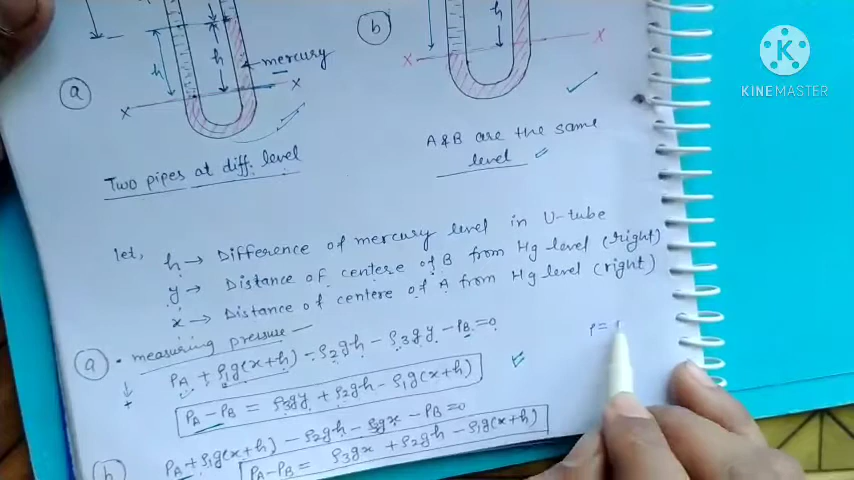 h
h
mercury
a
x
x
Two pipes at diff. level
b
h
x
x
A & B are the same
level
KINEMASTER
let, h → Difference of mercury level in U-tube
y → Distance of centere of B from Hg level (right)
x → Distance of centere of A from Hg level (right)
a • measuring pressure —
PA + ρ1g(x+h) - ρ2gh - ρ3gy - PB = 0
ρ =
PA - PB = ρ3gy + ρ2gh - ρ1g(x+h)
b
PA + ρ1g(x+h) - ρ2gh - ρ3gx - PB = 0
PA - PB = ρ3gx + ρ2gh - ρ1g(x+h)